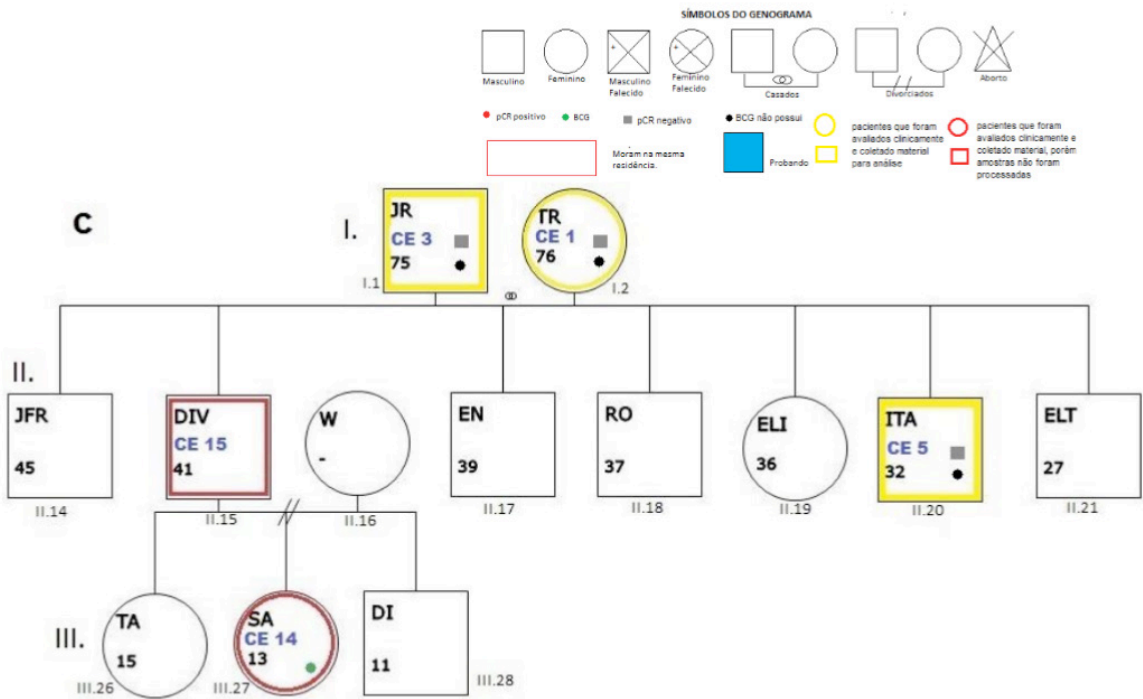 SÍMBOLOS DO GENOGRAMA
Masculino
Feminino
Masculino
Falecido
Feminino
Falecido
Casados
Divorciados
Aborto
pCR positivo
BCG
pCR negativo
BCG não possui
Moram na mesma
residência.
Probando
pacientes que foram
avaliados clinicamente
e coletado material
para análise
pacientes que foram
avaliados clinicamente e
coletado material, porém
amostras não foram
processadas
C
I.
JR
CE 3
75
I.1
TR
CE 1
76
I.2
II.
JFR
45
II.14
DIV
CE 15
41
II.15
W
-
II.16
EN
39
II.17
RO
37
II.18
ELI
36
II.19
ITA
CE 5
32
II.20
ELT
27
II.21
III.
TA
15
III.26
SA
CE 14
13
III.27
DI
11
III.28